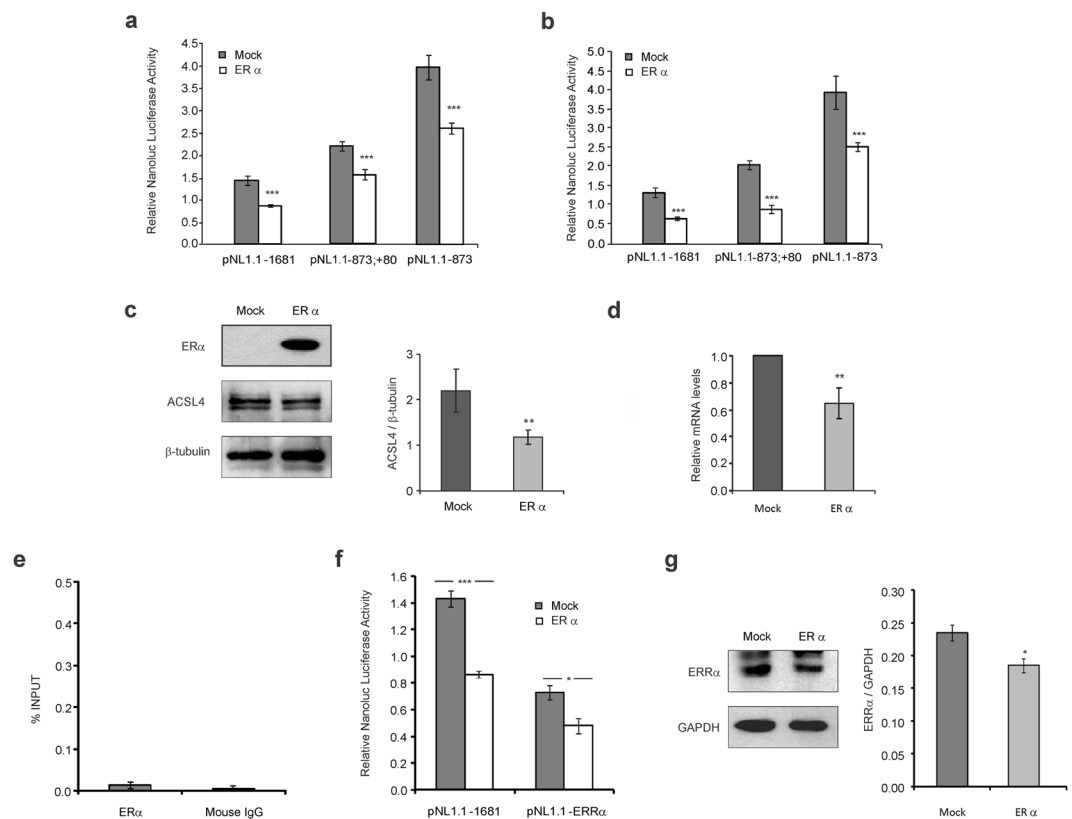 a
Relative Nanoluc Luciferase Activity
4.5
4.0
3.5
3.0
2.5
2.0
1.5
1.0
0.5
0.0
Mock
ER α
***
***
***
pNL1.1-1681
pNL1.1-873;+80
pNL1.1-873
b
Relative Nanoluc Luciferase Activity
5.0
4.5
4.0
3.5
3.0
2.5
2.0
1.5
1.0
0.5
0.0
Mock
ER α
***
***
***
pNL1.1-1681
pNL1.1-873;+80
pNL1.1-873
c
Mock
ER α
ERα
ACSL4
β-tubulin
ACSL4 / β-tubulin
3
2
1
0
**
Mock
ER α
d
Relative mRNA levels
1.0
0.8
0.6
0.4
0.2
0.0
**
Mock
ER α
e
% INPUT
0.5
0.4
0.3
0.2
0.1
0.0
ERα
Mouse IgG
f
Relative Nanoluc Luciferase Activity
1.6
1.4
1.2
1.0
0.8
0.6
0.4
0.2
0.0
***
Mock
ER α
*
pNL1.1-1681
pNL1.1-ERRα
g
Mock
ER α
ERRα
GAPDH
ERRα / GAPDH
0.30
0.25
0.20
0.15
0.10
0.05
0.00
*
Mock
ER α